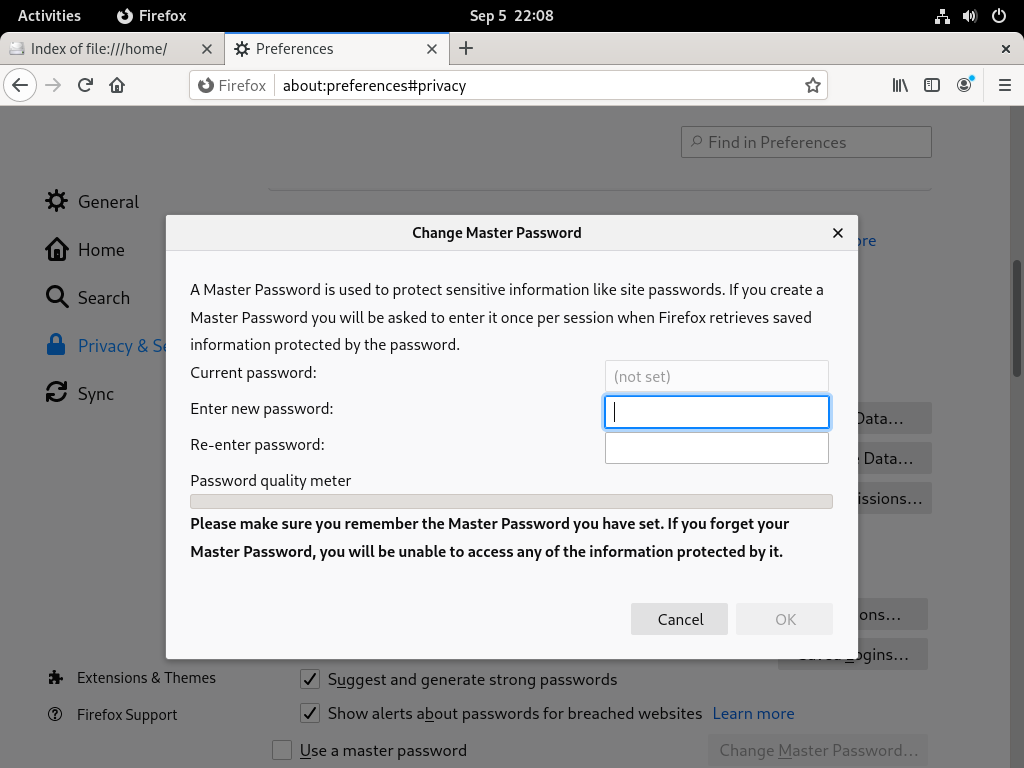 Activities Firefox Sep 5 22:08
Index of file:///home/ Preferences
Firefox about:preferences#privacy
Find in Preferences
General
Home
Search
Privacy & Se
Sync
Extensions & Themes
Firefox Support
ore
Change Master Password
A Master Password is used to protect sensitive information like site passwords. If you create a
Master Password you will be asked to enter it once per session when Firefox retrieves saved
information protected by the password.
Current password: (not set)
Enter new password:
Re-enter password:
Password quality meter
Please make sure you remember the Master Password you have set. If you forget your
Master Password, you will be unable to access any of the information protected by it.
Cancel OK
Data...
e Data...
issions...
ons...
Saved Logins...
Suggest and generate strong passwords
Show alerts about passwords for breached websites Learn more
Use a master password Change Master Password...